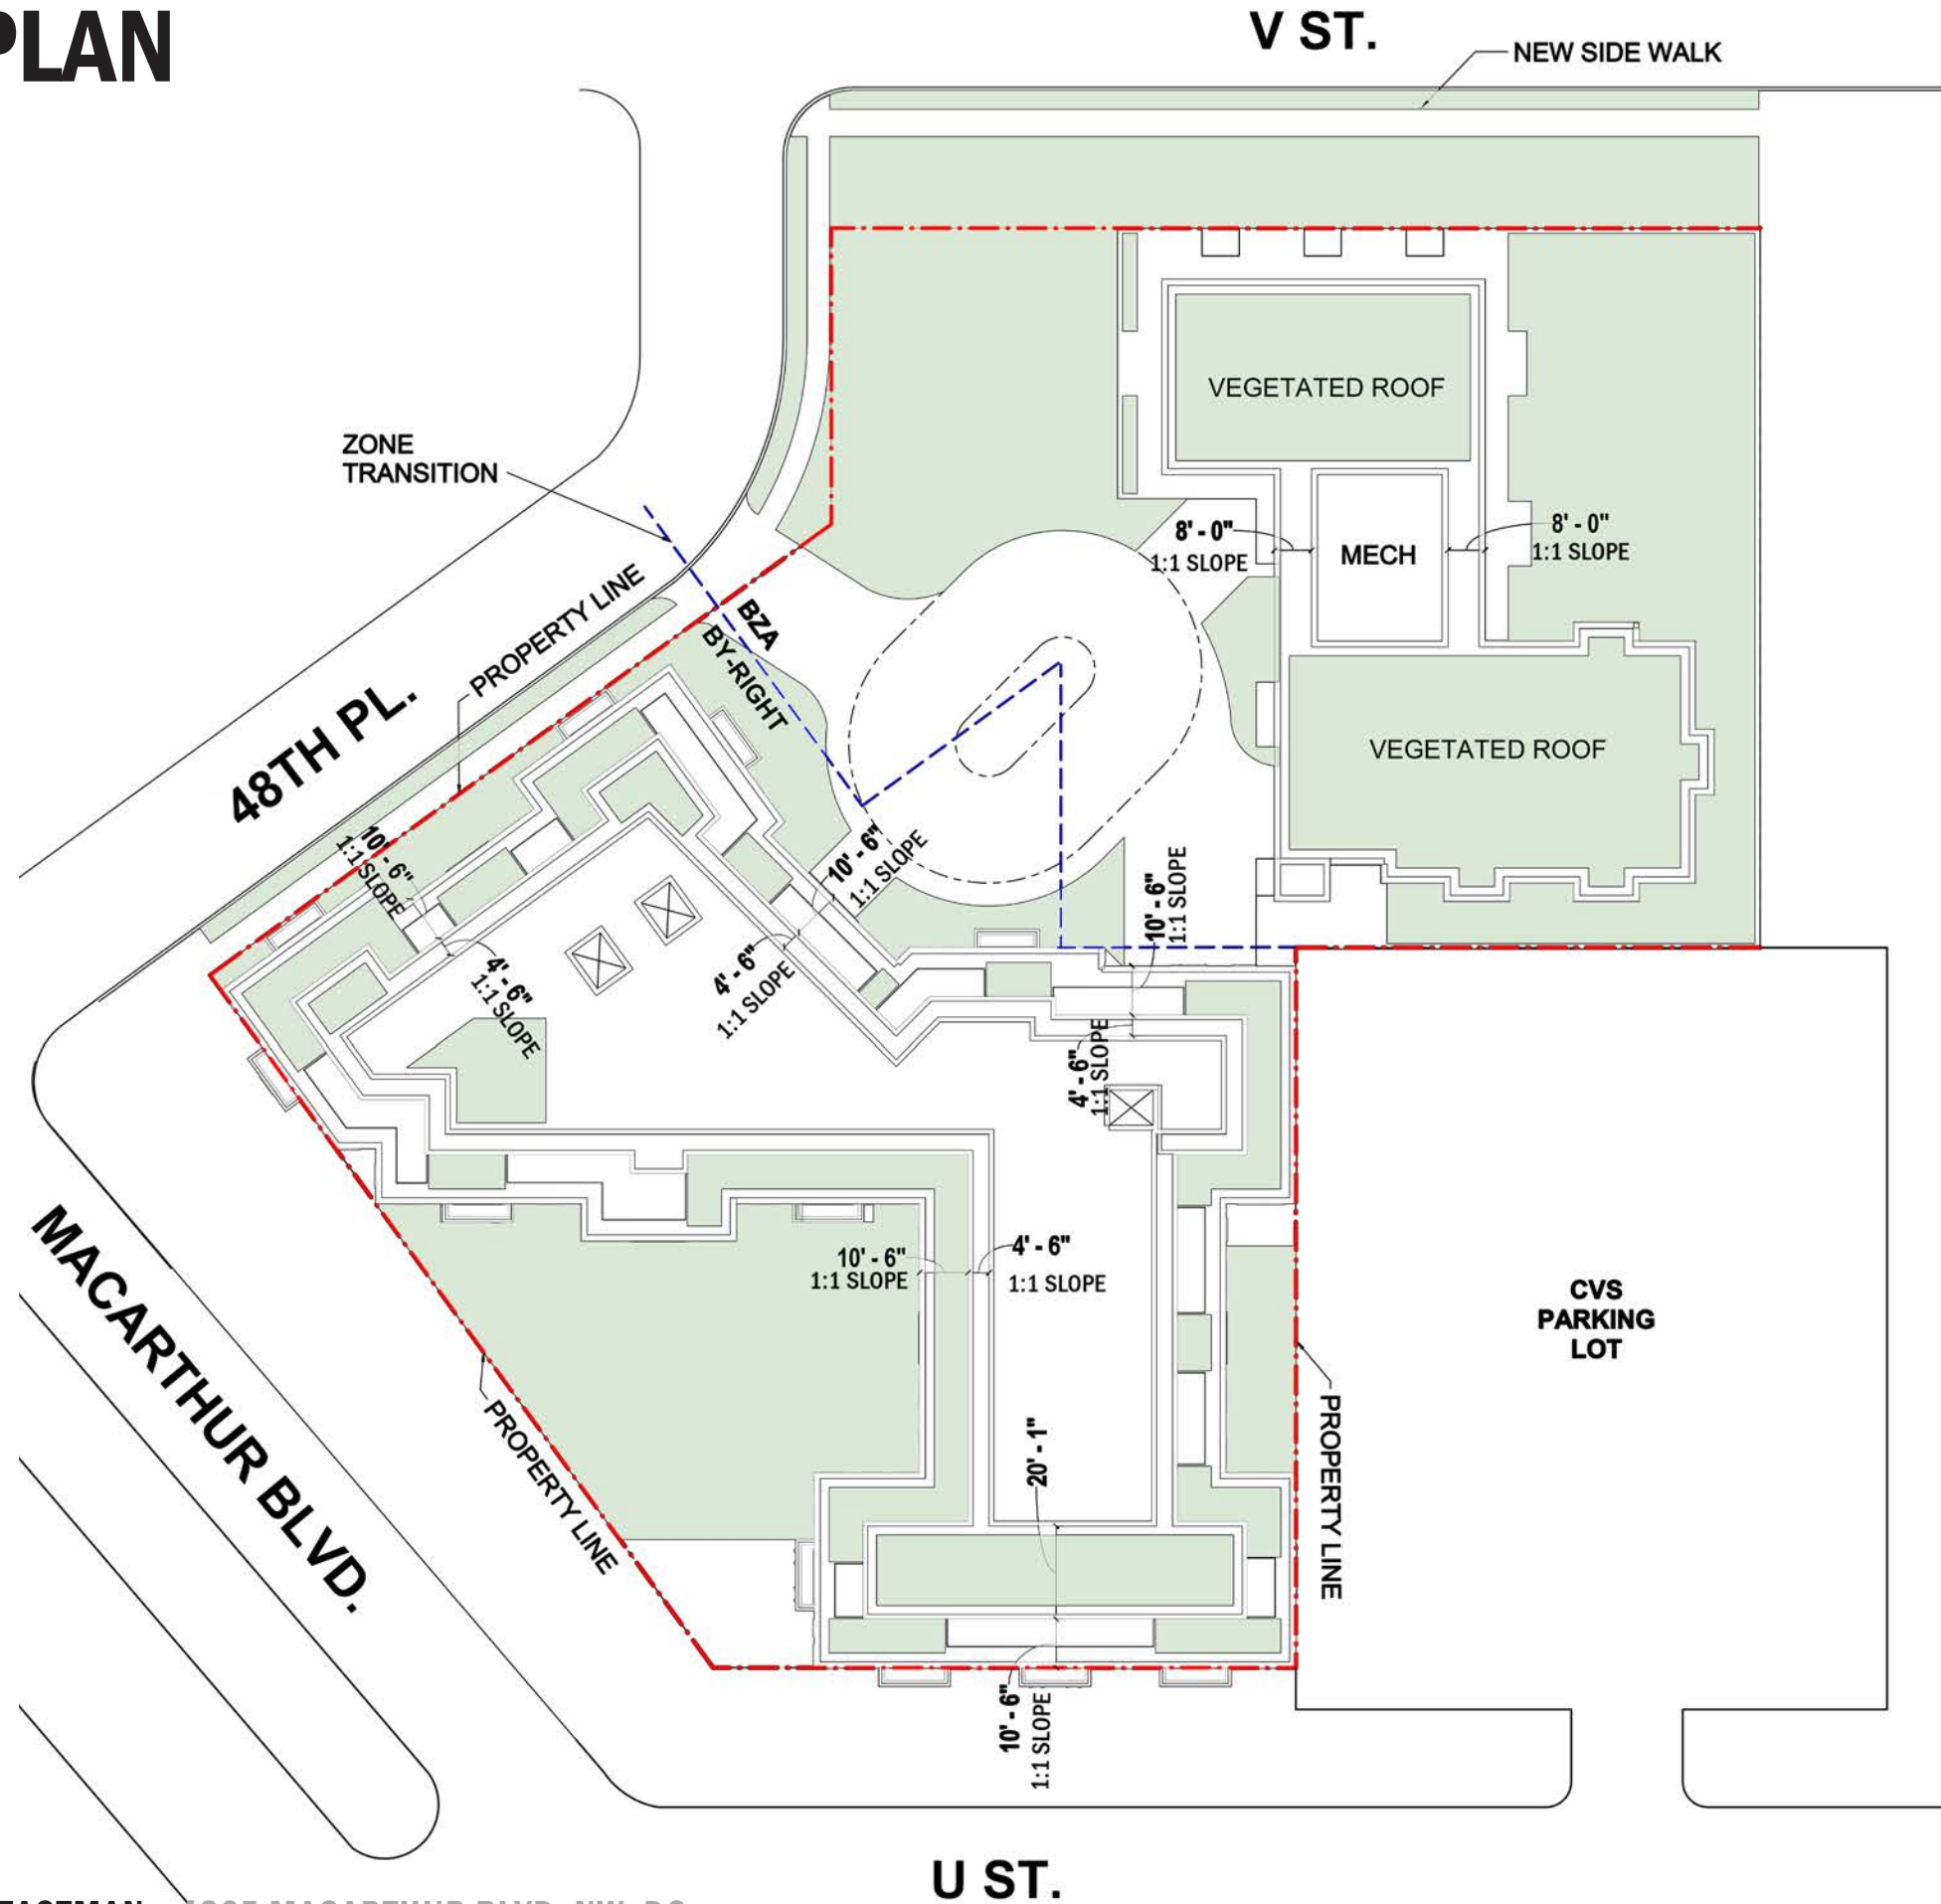 PLAN
V ST.
NEW SIDE WALK
ZONE
TRANSITION
VEGETATED ROOF
8' - 0"
1:1 SLOPE
MECH
8' - 0"
1:1 SLOPE
PROPERTY LINE
BZA
BY-RIGHT
48TH PL.
VEGETATED ROOF
10' - 6"
1:1 SLOPE
10' - 6"
1:1 SLOPE
10' - 6"
1:1 SLOPE
4' - 6"
1:1 SLOPE
4' - 6"
1:1 SLOPE
4' - 6"
1:1 SLOPE
MACARTHUR BLVD.
10' - 6"
1:1 SLOPE
4' - 6"
1:1 SLOPE
CVS
PARKING
LOT
PROPERTY LINE
PROPERTY LINE
20' - 1"
10' - 6"
1:1 SLOPE
U ST.
MACARTHUR BLVD, NW, DC